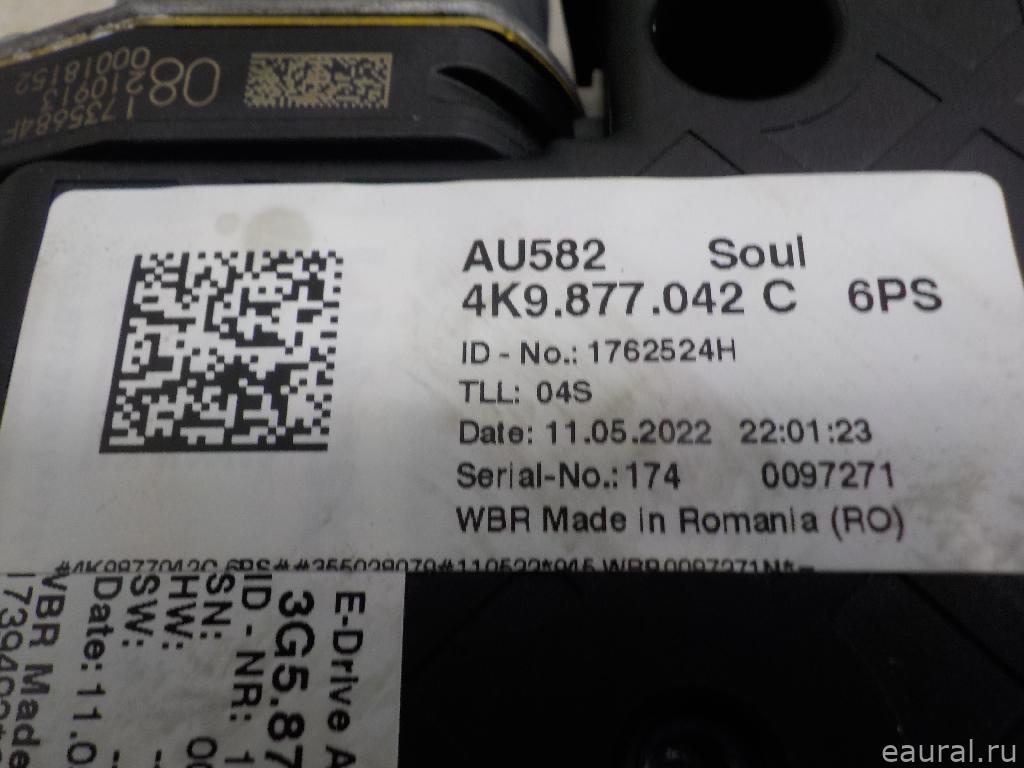 08
210913
00018152
1735684F
AU582 Soul
4K9.877.042 C 6PS
ID - No.: 1762524H
TLL: 04S
Date: 11.05.2022 22:01:23
Serial-No.: 174 0097271
WBR Made in Romania (RO)
E-Drive A
3G5.87
ID - NR: 1
SN:
HW:
SW:
Date: 11.0
WBR Made
eaural.ru